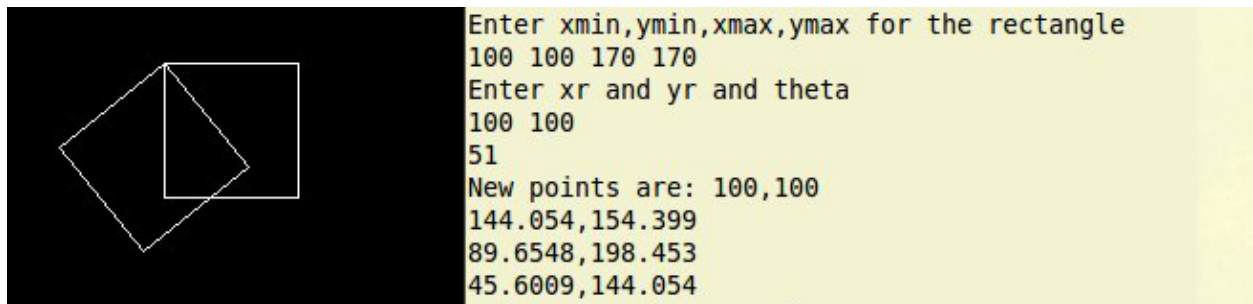 Enter xmin,ymin,xmax,ymax for the rectangle
100 100 170 170
Enter xr and yr and theta
100 100
51
New points are: 100,100
144.054,154.399
89.6548,198.453
45.6009,144.054